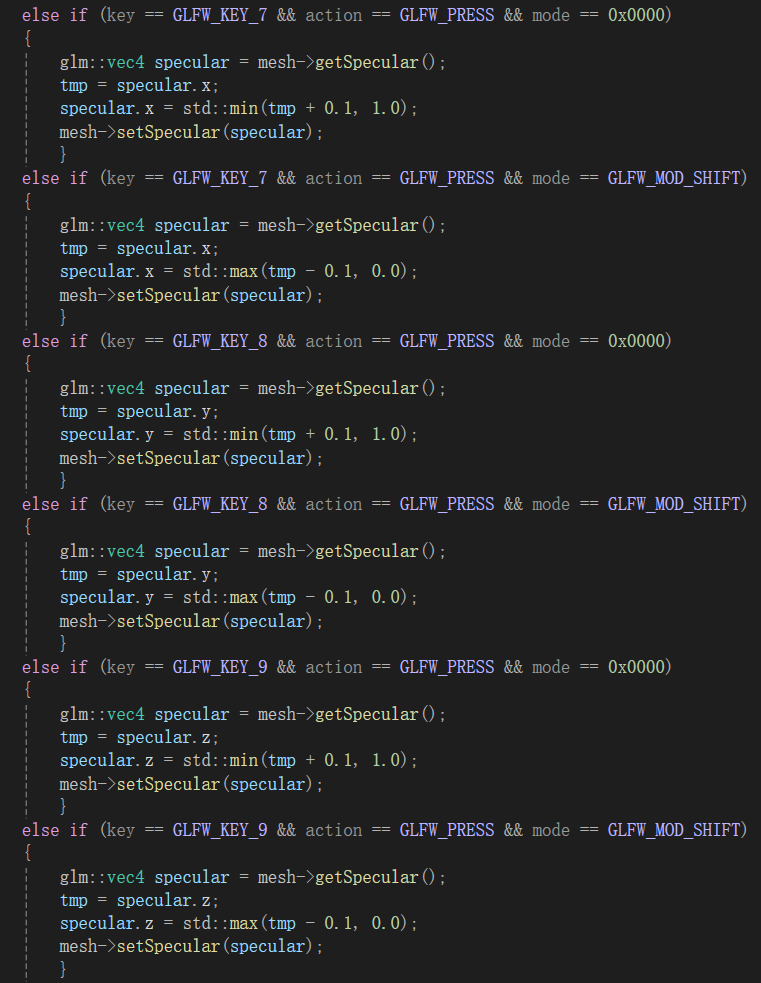 else if (key == GLFW_KEY_7 && action == GLFW_PRESS && mode == 0x0000)
{
    glm::vec4 specular = mesh->getSpecular();
    tmp = specular.x;
    specular.x = std::min(tmp + 0.1, 1.0);
    mesh->setSpecular(specular);
    }
else if (key == GLFW_KEY_7 && action == GLFW_PRESS && mode == GLFW_MOD_SHIFT)
{
    glm::vec4 specular = mesh->getSpecular();
    tmp = specular.x;
    specular.x = std::max(tmp - 0.1, 0.0);
    mesh->setSpecular(specular);
    }
else if (key == GLFW_KEY_8 && action == GLFW_PRESS && mode == 0x0000)
{
    glm::vec4 specular = mesh->getSpecular();
    tmp = specular.y;
    specular.y = std::min(tmp + 0.1, 1.0);
    mesh->setSpecular(specular);
    }
else if (key == GLFW_KEY_8 && action == GLFW_PRESS && mode == GLFW_MOD_SHIFT)
{
    glm::vec4 specular = mesh->getSpecular();
    tmp = specular.y;
    specular.y = std::max(tmp - 0.1, 0.0);
    mesh->setSpecular(specular);
    }
else if (key == GLFW_KEY_9 && action == GLFW_PRESS && mode == 0x0000)
{
    glm::vec4 specular = mesh->getSpecular();
    tmp = specular.z;
    specular.z = std::min(tmp + 0.1, 1.0);
    mesh->setSpecular(specular);
    }
else if (key == GLFW_KEY_9 && action == GLFW_PRESS && mode == GLFW_MOD_SHIFT)
{
    glm::vec4 specular = mesh->getSpecular();
    tmp = specular.z;
    specular.z = std::max(tmp - 0.1, 0.0);
    mesh->setSpecular(specular);
    }